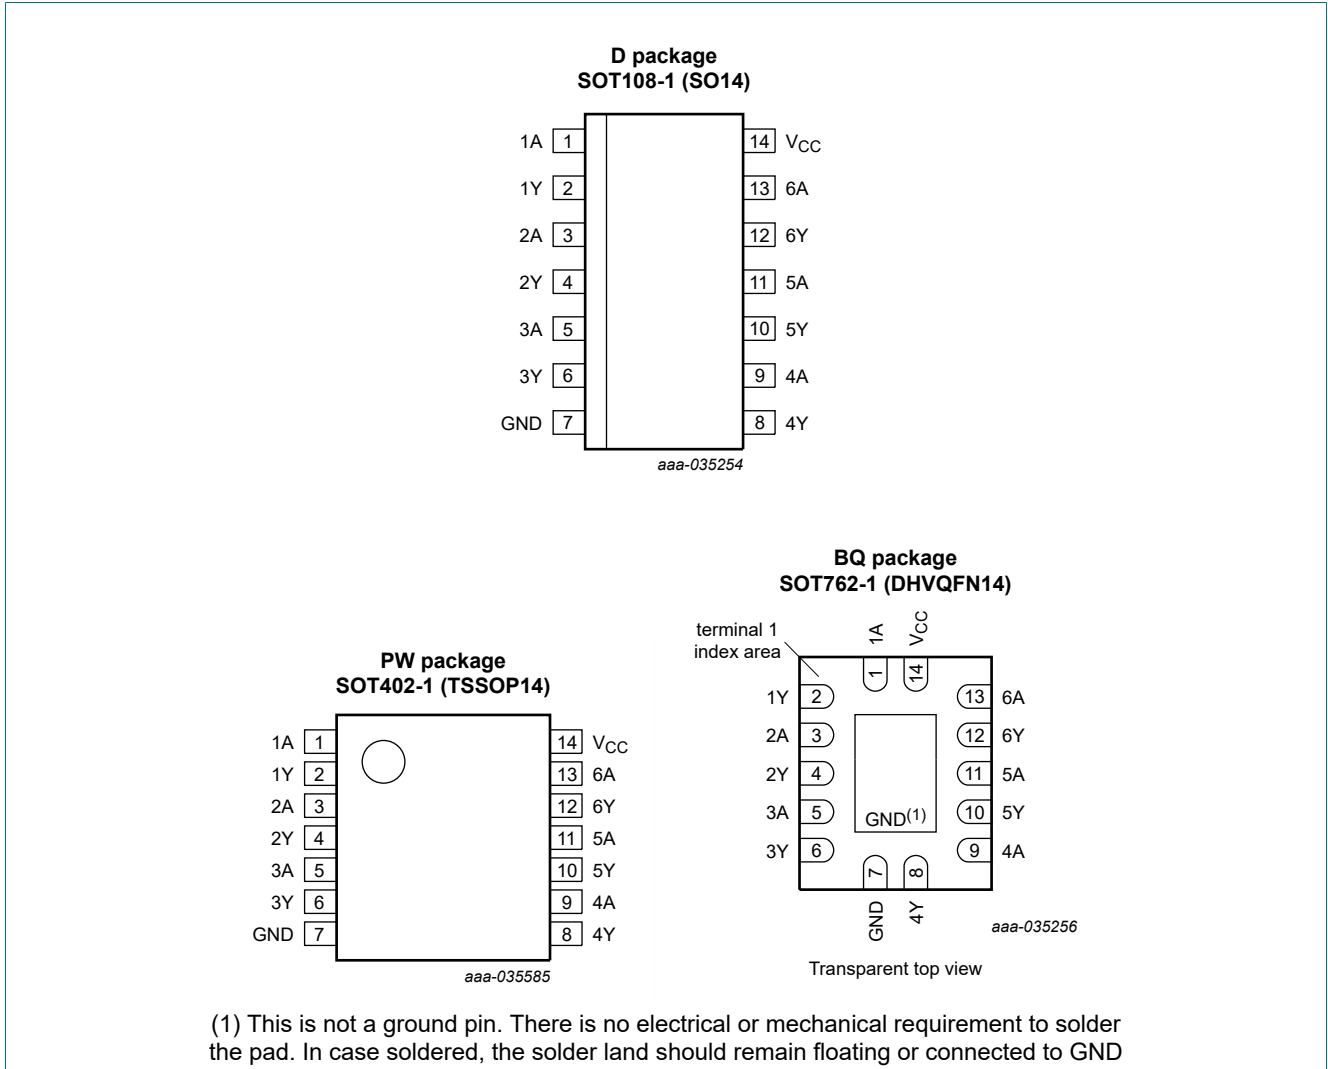 D package
SOT108-1 (SO14)
1A 1 14 VCC
1Y 2 13 6A
2A 3 12 6Y
2Y 4 11 5A
3A 5 10 5Y
3Y 6 9 4A
GND 7 8 4Y
aaa-035254
PW package
SOT402-1 (TSSOP14)
1A 1 14 VCC
1Y 2 13 6A
2A 3 12 6Y
2Y 4 11 5A
3A 5 10 5Y
3Y 6 9 4A
GND 7 8 4Y
aaa-035585
BQ package
SOT762-1 (DHVQFN14)
terminal 1
index area
1A VCC
1 14
1Y 2 13 6A
2A 3 12 6Y
2Y 4 11 5A
3A 5 10 5Y
GND(1)
3Y 6 9 4A
7 8
GND 4Y
aaa-035256
Transparent top view
(1) This is not a ground pin. There is no electrical or mechanical requirement to solder
the pad. In case soldered, the solder land should remain floating or connected to GND